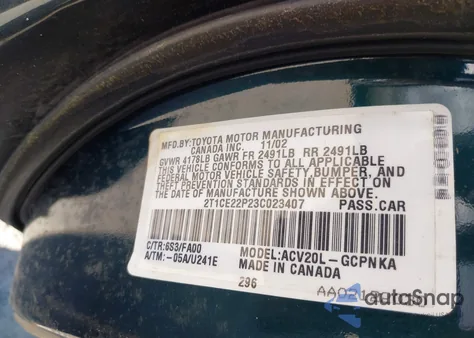 MFD.BY:TOYOTA MOTOR MANUFACTURING
CANADA INC. 11/02
GVWR 4178LB GAWR FR 2491LB RR 2491LB
THIS VEHICLE CONFORMS TO ALL APPLICABLE
FEDERAL MOTOR VEHICLE SAFETY,BUMPER, AND
THEFT PREVENTION STANDARDS IN EFFECT ON
THE DATE OF MANUFACTURE SHOWN ABOVE.
2T1CE22P23C023407 PASS.CAR
C/TR:6S3/FA00 MODEL:ACV20L-GCPNKA
A/TM:-05A/U241E MADE IN CANADA
296
autoSnap
POWERED BY